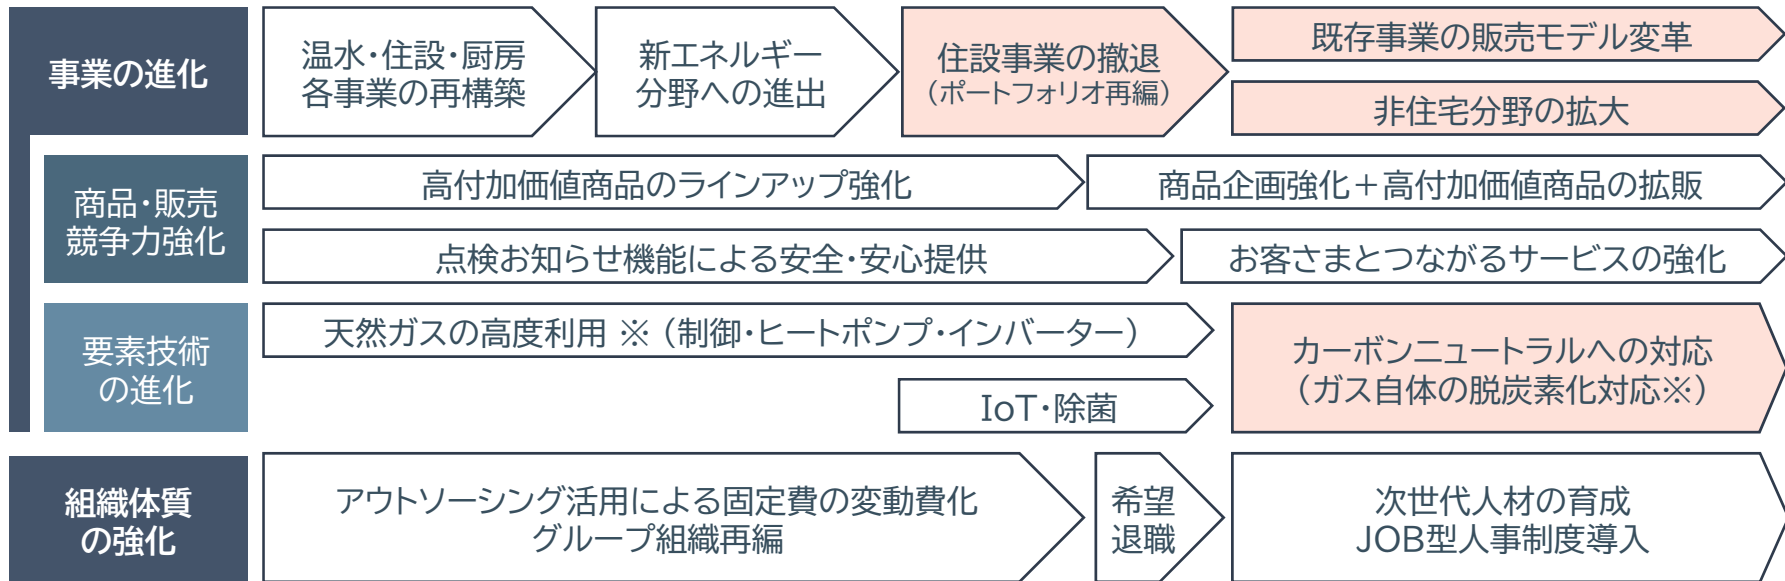 事業の進化
温水・住設・厨房
各事業の再構築
新エネルギー
分野への進出
住設事業の撤退
(ポートフォリオ再編)
既存事業の販売モデル変革
非住宅分野の拡大
商品・販売
競争力強化
高付加価値商品のラインアップ強化
商品企画強化＋高付加価値商品の拡販
点検お知らせ機能による安全・安心提供
お客さまとつながるサービスの強化
要素技術
の進化
天然ガスの高度利用 ※ (制御・ヒートポンプ・インバーター)
IoT・除菌
カーボンニュートラルへの対応
(ガス自体の脱炭素化対応※)
組織体質
の強化
アウトソーシング活用による固定費の変動費化
グループ組織再編
希望
退職
次世代人材の育成
JOB型人事制度導入